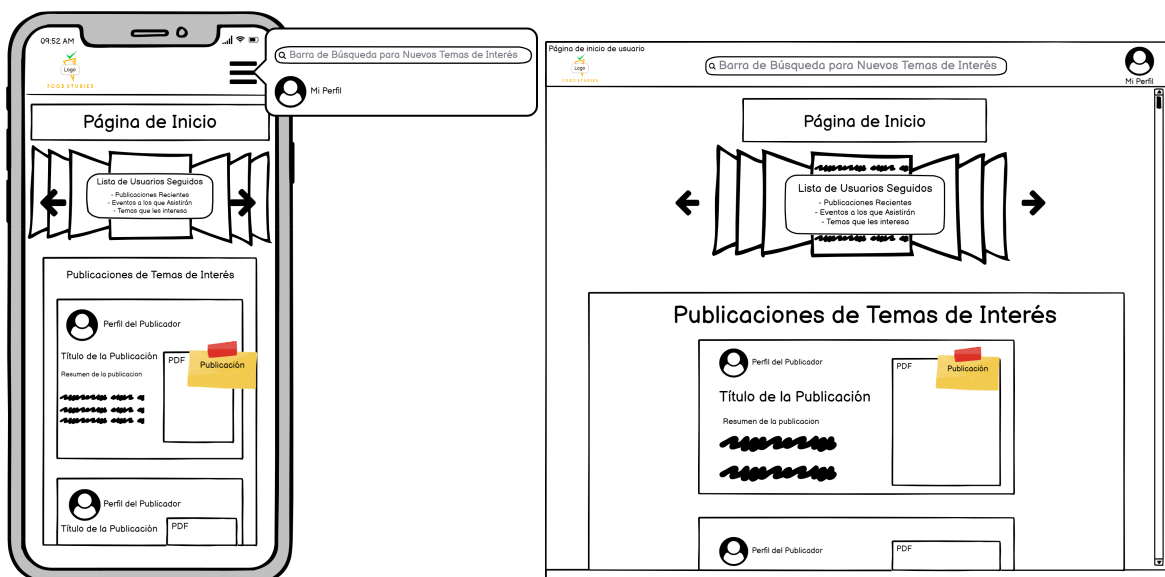 09:52 AM
Logo
FOOD STUDIES
Barra de Búsqueda para Nuevos Temas de Interés
Mi Perfil
Página de Inicio
Lista de Usuarios Seguidos
- Publicaciones Recientes
- Eventos a los que Asistirán
- Temas que les interesa
Publicaciones de Temas de Interés
Perfil del Publicador
Título de la Publicación
Resumen de la publicacion
PDF
Publicación
Perfil del Publicador
Título de la Publicación
PDF
Página de inicio de usuario
Logo
FOOD STUDIES
Barra de Búsqueda para Nuevos Temas de Interés
Mi Perfil
Página de Inicio
Lista de Usuarios Seguidos
- Publicaciones Recientes
- Eventos a los que Asistirán
- Temas que les interesa
Publicaciones de Temas de Interés
Perfil del Publicador
Título de la Publicación
Resumen de la publicacion
PDF
Publicación
Perfil del Publicador
PDF